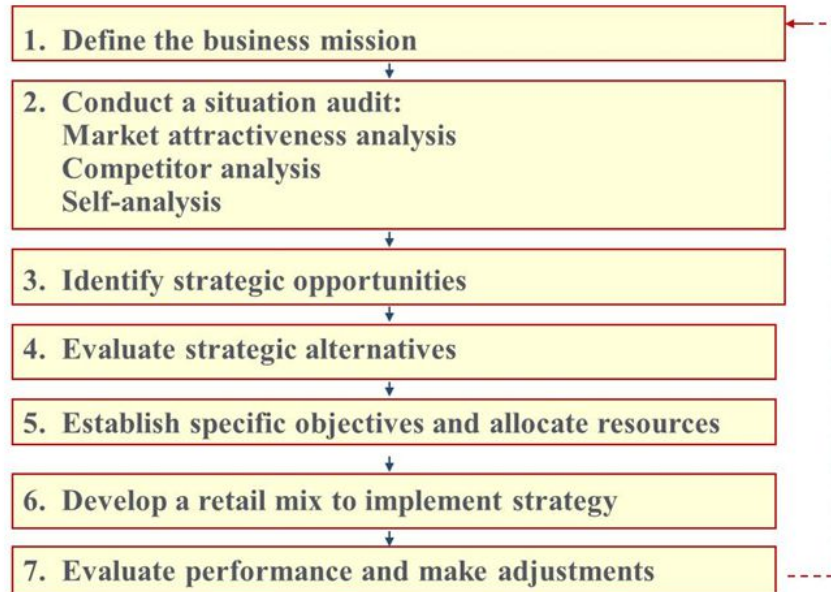 1. Define the business mission
2. Conduct a situation audit:
Market attractiveness analysis
Competitor analysis
Self-analysis
3. Identify strategic opportunities
4. Evaluate strategic alternatives
5. Establish specific objectives and allocate resources
6. Develop a retail mix to implement strategy
7. Evaluate performance and make adjustments